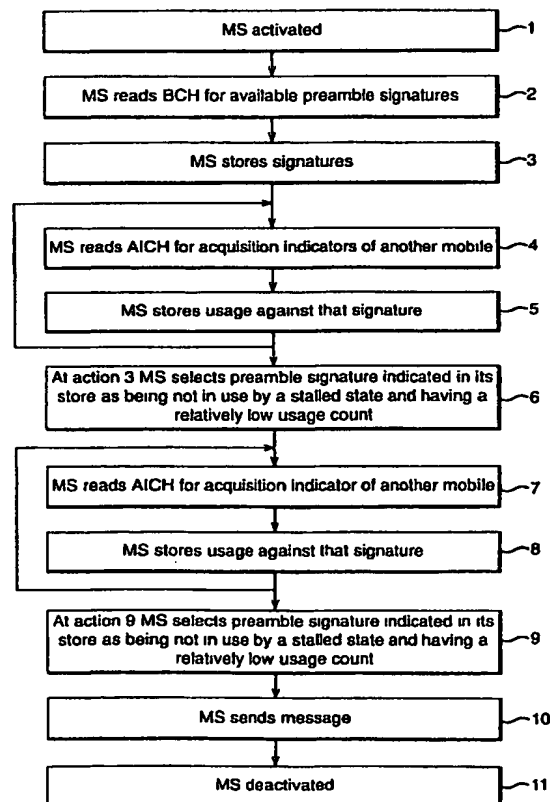 MS activated
1
MS reads BCH for available preamble signatures
2
MS stores signatures
3
MS reads AICH for acquisition indicators of another mobile
4
MS stores usage against that signature
5
At action 3 MS selects preamble signature indicated in its
store as being not in use by a stalled state and having a
relatively low usage count
6
MS reads AICH for acquisition indicator of another mobile
7
MS stores usage against that signature
8
At action 9 MS selects preamble signature indicated in its
store as being not in use by a stalled state and having a
relatively low usage count
9
MS sends message
10
MS deactivated
11